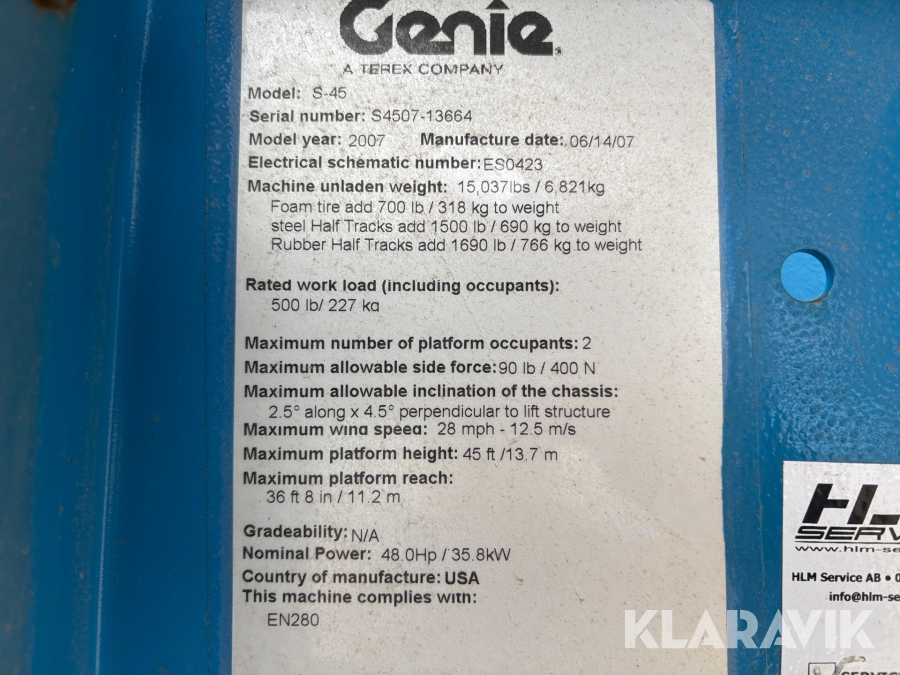 Genie
A TEREX COMPANY
Model: S-45
Serial number: S4507-13664
Model year: 2007 Manufacture date: 06/14/07
Electrical schematic number: ES0423
Machine unladen weight: 15,037lbs / 6,821kg
Foam tire add 700 lb / 318 kg to weight
steel Half Tracks add 1500 lb / 690 kg to weight
Rubber Half Tracks add 1690 lb / 766 kg to weight
Rated work load (including occupants):
500 lb/ 227 kg
Maximum number of platform occupants: 2
Maximum allowable side force: 90 lb / 400 N
Maximum allowable inclination of the chassis:
2.5° along x 4.5° perpendicular to lift structure
Maximum wind speed: 28 mph - 12.5 m/s
Maximum platform height: 45 ft /13.7 m
Maximum platform reach:
36 ft 8 in / 11.2 m
Gradeability: N/A
Nominal Power: 48.0Hp / 35.8kW
Country of manufacture: USA
This machine complies with:
EN280
www.hlm-se
HLM Service AB • 0
info@hlm-se
KLARAVIK